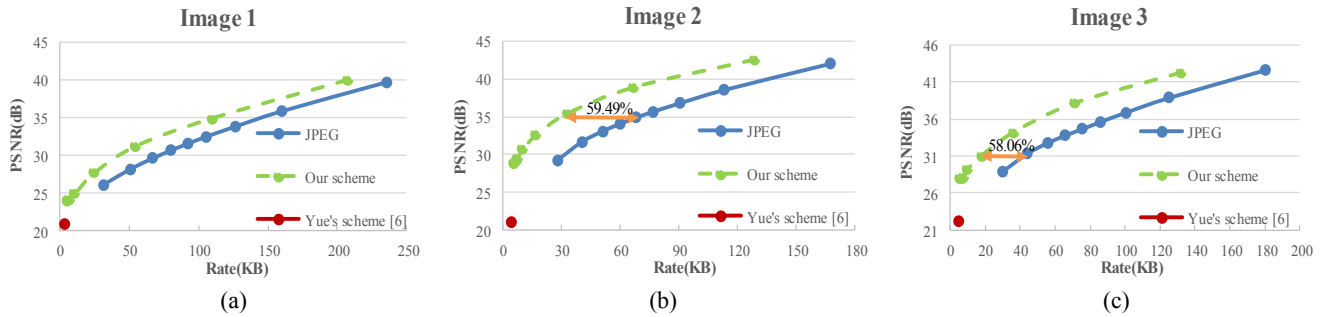 Image 1
45
40
35
30
25
20
PSNR(dB)
0 50 100 150 200 250
Rate(KB)
JPEG
Our scheme
Yue's scheme [6]
(a)
Image 2
45
40
35
30
25
20
PSNR(dB)
0 30 60 90 120 150 180
Rate(KB)
59.49%
JPEG
Our scheme
Yue's scheme [6]
(b)
Image 3
46
41
36
31
26
21
PSNR(dB)
0 20 40 60 80 100 120 140 160 180 200
Rate(KB)
58.06%
JPEG
Our scheme
Yue's scheme [6]
(c)